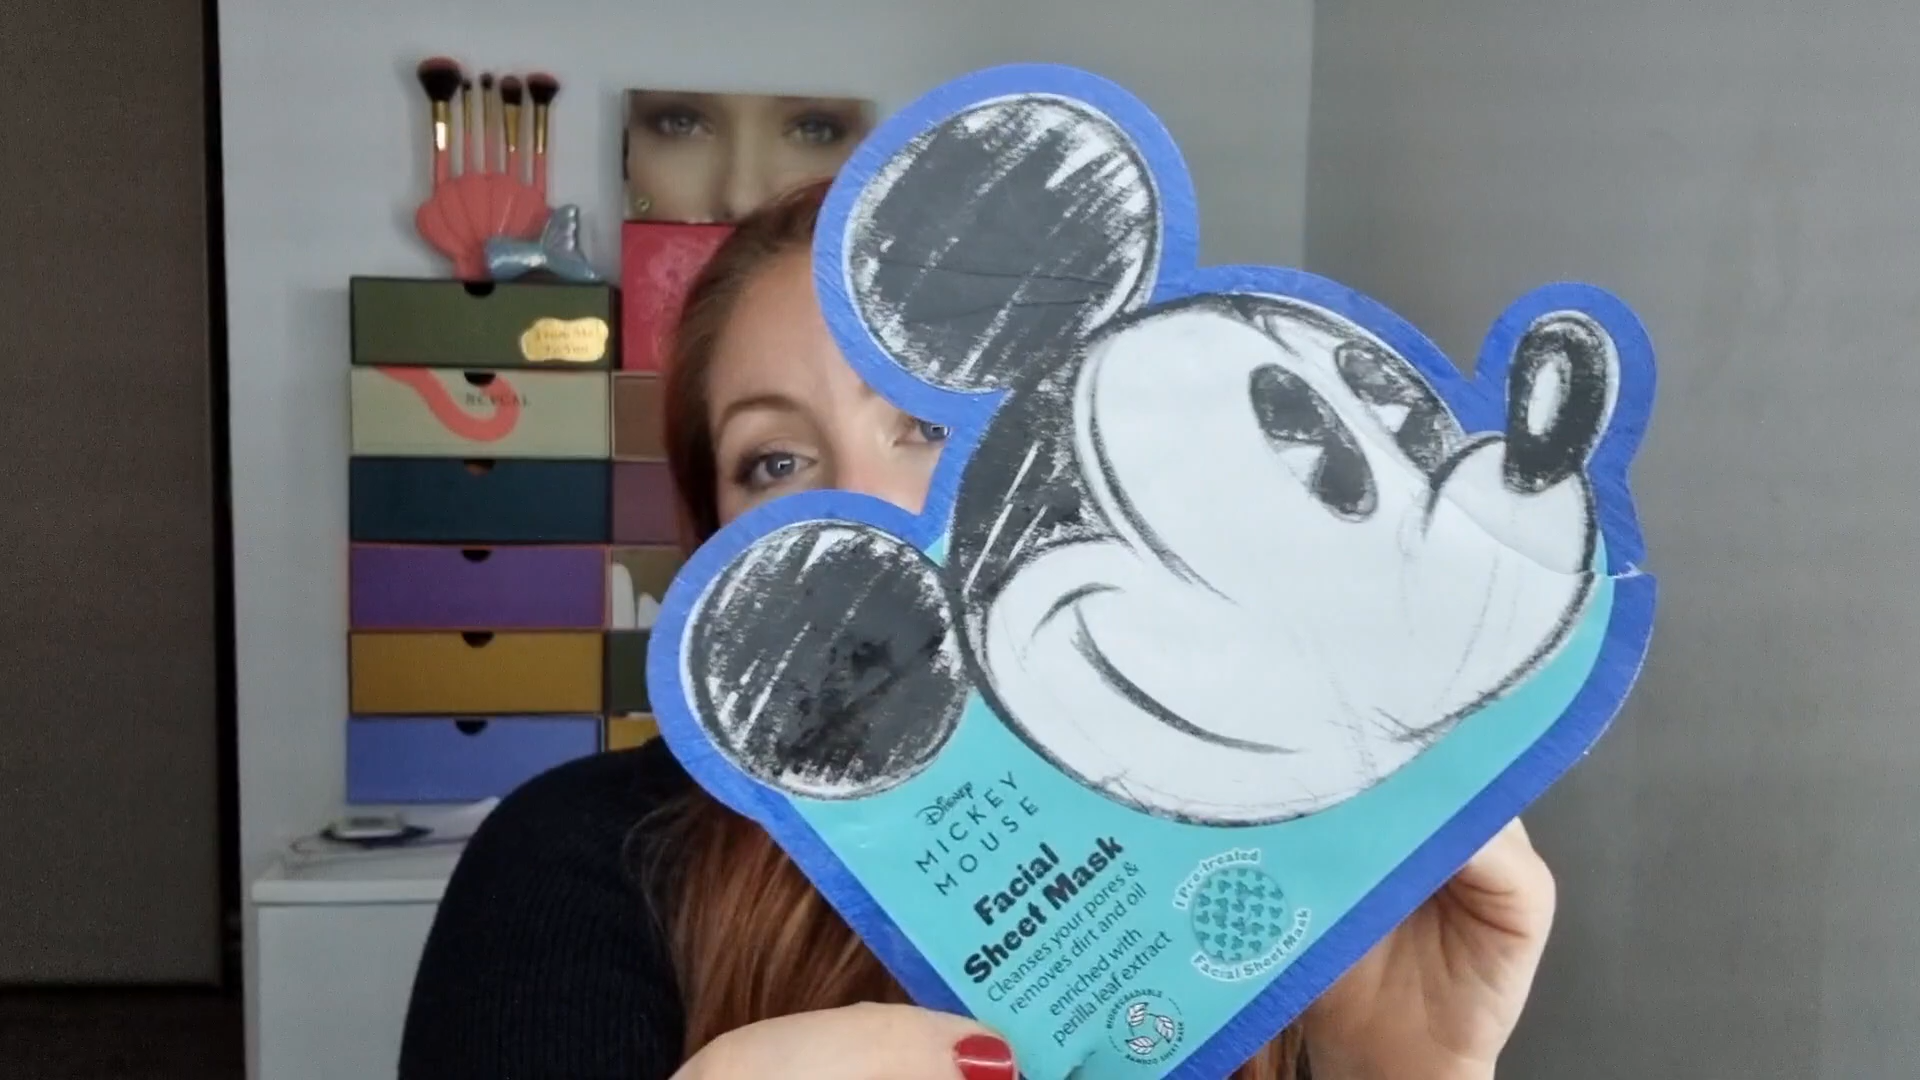 Disney
MICKEY
MOUSE
Facial
Sheet Mask
Cleanses your pores &
removes dirt and oil
enriched with
perilla leaf extract
1 Pre-treated
Facial Sheet Mask
BIODEGRADABLE
BAMBOO SHEET MASK